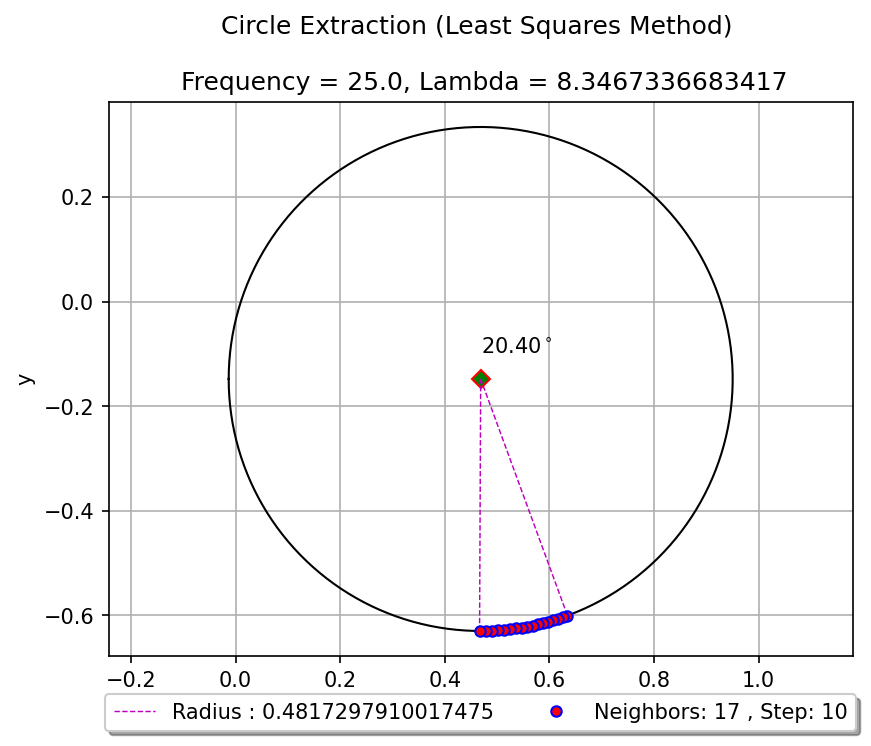 Circle Extraction (Least Squares Method)
Frequency = 25.0, Lambda = 8.3467336683417
0.2
0.0
−0.2
−0.4
−0.6
y
20.40°
−0.2 0.0 0.2 0.4 0.6 0.8 1.0
Radius : 0.4817297910017475 Neighbors: 17 , Step: 10